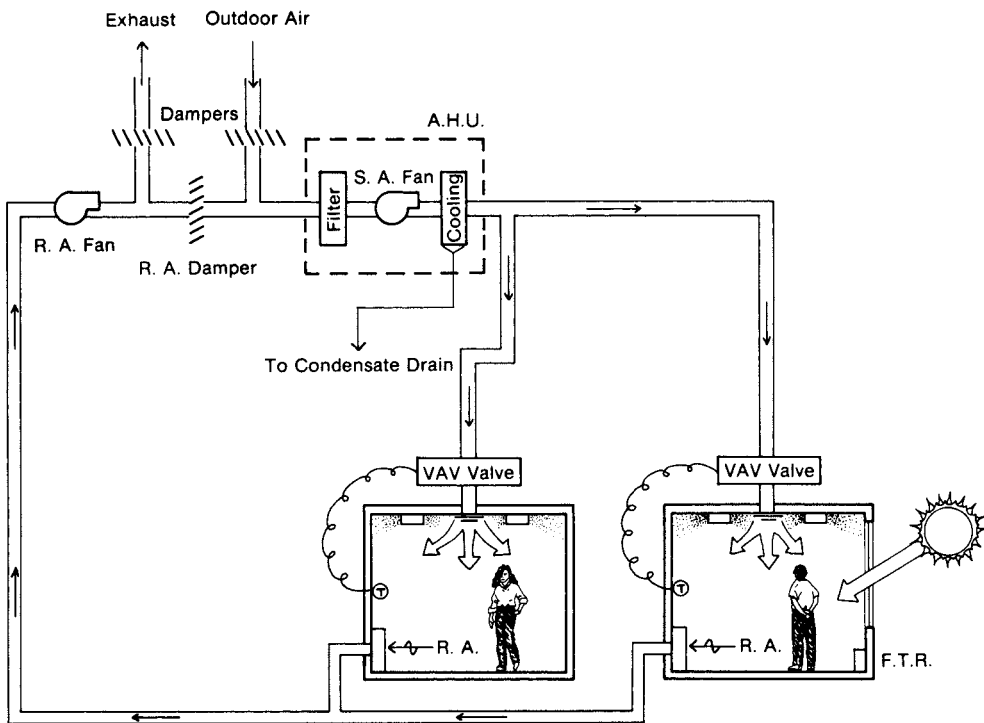 Exhaust
Outdoor Air
Dampers
A.H.U.
S. A. Fan
Filter
Cooling
R. A. Fan
R. A. Damper
To Condensate Drain
VAV Valve
VAV Valve
T
T
R. A.
R. A.
F.T.R.